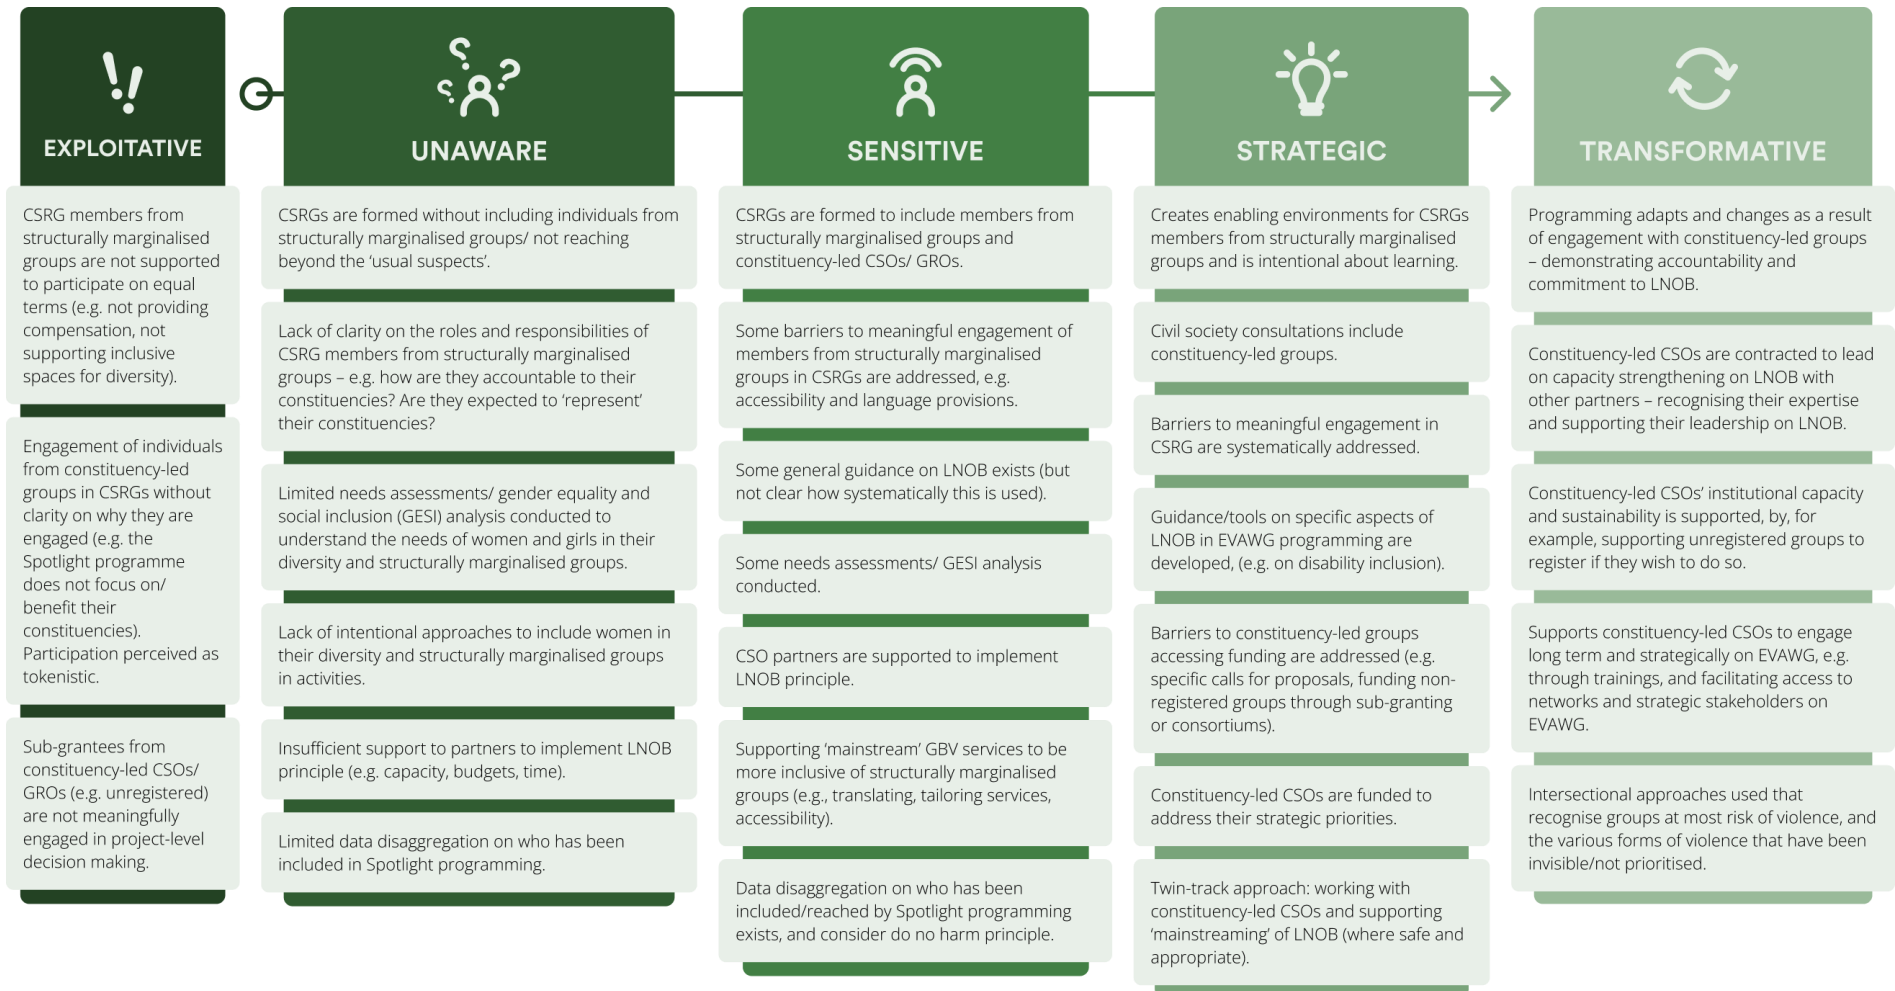 EXPLOITATIVE
CSRG members from
structurally marginalised
groups are not supported
to participate on equal
terms (e.g. not providing
compensation, not
supporting inclusive
spaces for diversity).
Engagement of individuals
from constituency-led
groups in CSRGs without
clarity on why they are
engaged (e.g. the
Spotlight programme
does not focus on/
benefit their
constituencies).
Participation perceived as
tokenistic.
Sub-grantees from
constituency-led CSOs/
GROs (e.g. unregistered)
are not meaningfully
engaged in project-level
decision making.
UNAWARE
CSRGs are formed without including individuals from
structurally marginalised groups/ not reaching
beyond the ‘usual suspects’.
Lack of clarity on the roles and responsibilities of
CSRG members from structurally marginalised
groups – e.g. how are they accountable to their
constituencies? Are they expected to ‘represent’
their constituencies?
Limited needs assessments/ gender equality and
social inclusion (GESI) analysis conducted to
understand the needs of women and girls in their
diversity and structurally marginalised groups.
Lack of intentional approaches to include women in
their diversity and structurally marginalised groups
in activities.
Insufficient support to partners to implement LNOB
principle (e.g. capacity, budgets, time).
Limited data disaggregation on who has been
included in Spotlight programming.
SENSITIVE
CSRGs are formed to include members from
structurally marginalised groups and
constituency-led CSOs/ GROs.
Some barriers to meaningful engagement of
members from structurally marginalised
groups in CSRGs are addressed, e.g.
accessibility and language provisions.
Some general guidance on LNOB exists (but
not clear how systematically this is used).
Some needs assessments/ GESI analysis
conducted.
CSO partners are supported to implement
LNOB principle.
Supporting ‘mainstream’ GBV services to be
more inclusive of structurally marginalised
groups (e.g., translating, tailoring services,
accessibility).
Data disaggregation on who has been
included/reached by Spotlight programming
exists, and consider do no harm principle.
STRATEGIC
Creates enabling environments for CSRGs
members from structurally marginalised
groups and is intentional about learning.
Civil society consultations include
constituency-led groups.
Barriers to meaningful engagement in
CSRG are systematically addressed.
Guidance/tools on specific aspects of
LNOB in EVAWG programming are
developed, (e.g. on disability inclusion).
Barriers to constituency-led groups
accessing funding are addressed (e.g.
specific calls for proposals, funding non-
registered groups through sub-granting
or consortiums).
Constituency-led CSOs are funded to
address their strategic priorities.
Twin-track approach: working with
constituency-led CSOs and supporting
‘mainstreaming’ of LNOB (where safe and
appropriate).
TRANSFORMATIVE
Programming adapts and changes as a result
of engagement with constituency-led groups
– demonstrating accountability and
commitment to LNOB.
Constituency-led CSOs are contracted to lead
on capacity strengthening on LNOB with
other partners – recognising their expertise
and supporting their leadership on LNOB.
Constituency-led CSOs’ institutional capacity
and sustainability is supported, by, for
example, supporting unregistered groups to
register if they wish to do so.
Supports constituency-led CSOs to engage
long term and strategically on EVAWG, e.g.
through trainings, and facilitating access to
networks and strategic stakeholders on
EVAWG.
Intersectional approaches used that
recognise groups at most risk of violence, and
the various forms of violence that have been
invisible/not prioritised.